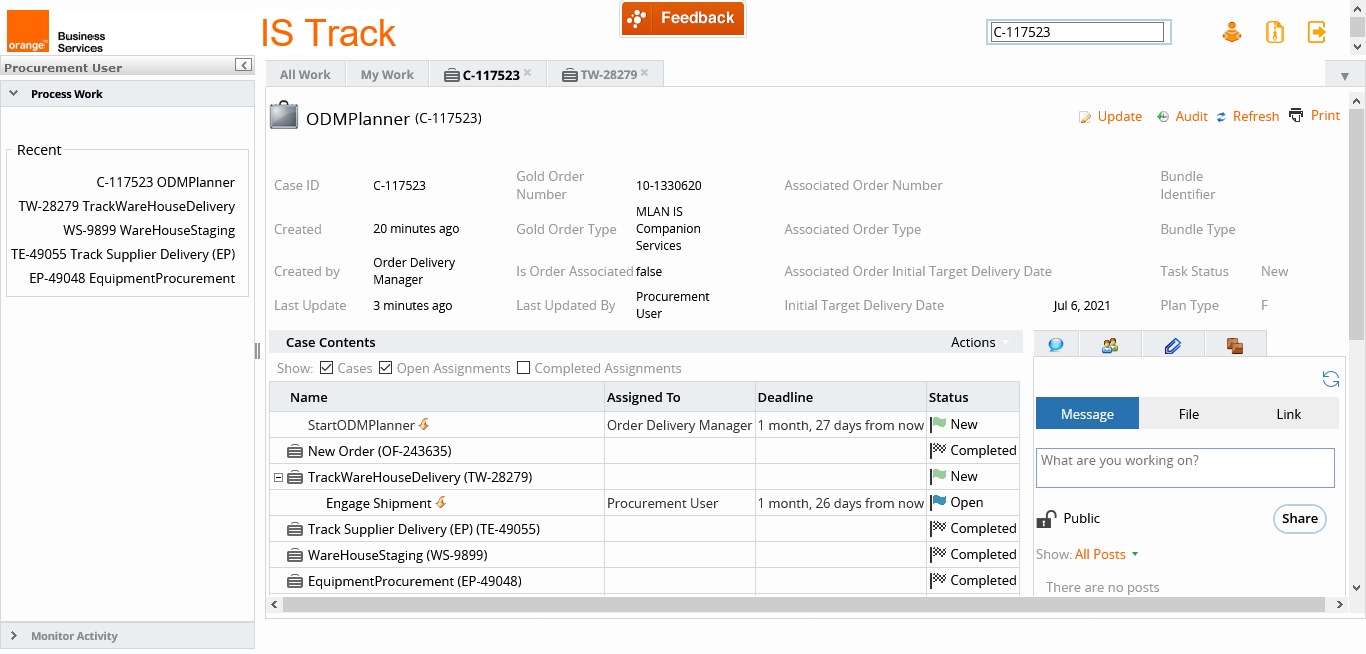 orange™
Business
Services
IS Track
Feedback
C-117523
Procurement User
Process Work
Recent
C-117523 ODMPlanner
TW-28279 TrackWareHouseDelivery
WS-9899 WareHouseStaging
TE-49055 Track Supplier Delivery (EP)
EP-49048 EquipmentProcurement
Monitor Activity
All Work
My Work
C-117523
TW-28279
ODMPlanner (C-117523)
Update
Audit
Refresh
Print
Case ID
C-117523
Gold Order
Number
10-1330620
Associated Order Number
Bundle
Identifier
Created
20 minutes ago
Gold Order Type
MLAN IS
Companion
Services
Associated Order Type
Bundle Type
Created by
Order Delivery
Manager
Is Order Associated
false
Associated Order Initial Target Delivery Date
Task Status
New
Last Update
3 minutes ago
Last Updated By
Procurement
User
Initial Target Delivery Date
Jul 6, 2021
Plan Type
F
Case Contents
Actions
Show: Cases Open Assignments Completed Assignments
Name Assigned To Deadline Status
StartODMPlanner Order Delivery Manager 1 month, 27 days from now New
New Order (OF-243635) Completed
TrackWareHouseDelivery (TW-28279) New
Engage Shipment Procurement User 1 month, 26 days from now Open
Track Supplier Delivery (EP) (TE-49055) Completed
WareHouseStaging (WS-9899) Completed
EquipmentProcurement (EP-49048) Completed
Message
File
Link
What are you working on?
Public
Share
Show: All Posts
There are no posts